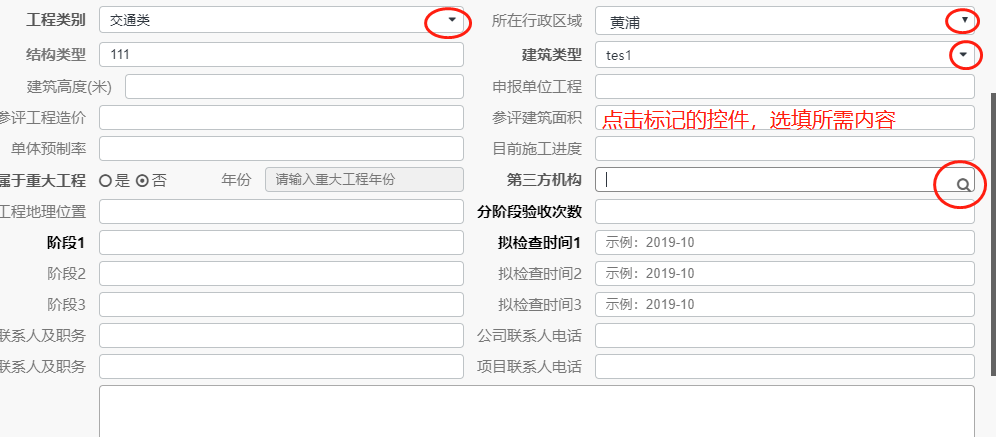 工程类别 交通类 所在行政区域 黄浦
结构类型 111 建筑类型 tes1
建筑高度(米) 申报单位工程
参评工程造价 参评建筑面积 点击标记的控件，选填所需内容
单体预制率 目前施工进度
属于重大工程 是 否 年份 请输入重大工程年份 第三方机构
工程地理位置 分阶段验收次数
阶段1 拟检查时间1 示例：2019-10
阶段2 拟检查时间2 示例：2019-10
阶段3 拟检查时间3 示例：2019-10
联系人及职务 公司联系人电话
联系人及职务 项目联系人电话